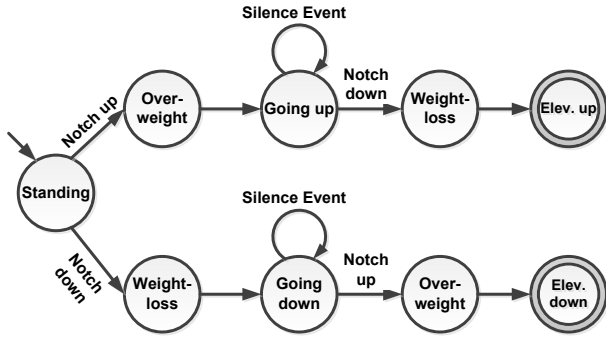 Silence Event
Notch up
Over-
weight
Going up
Notch
down
Weight-
loss
Elev. up
Standing
Silence Event
Notch
down
Weight-
loss
Going
down
Notch
up
Over-
weight
Elev.
down